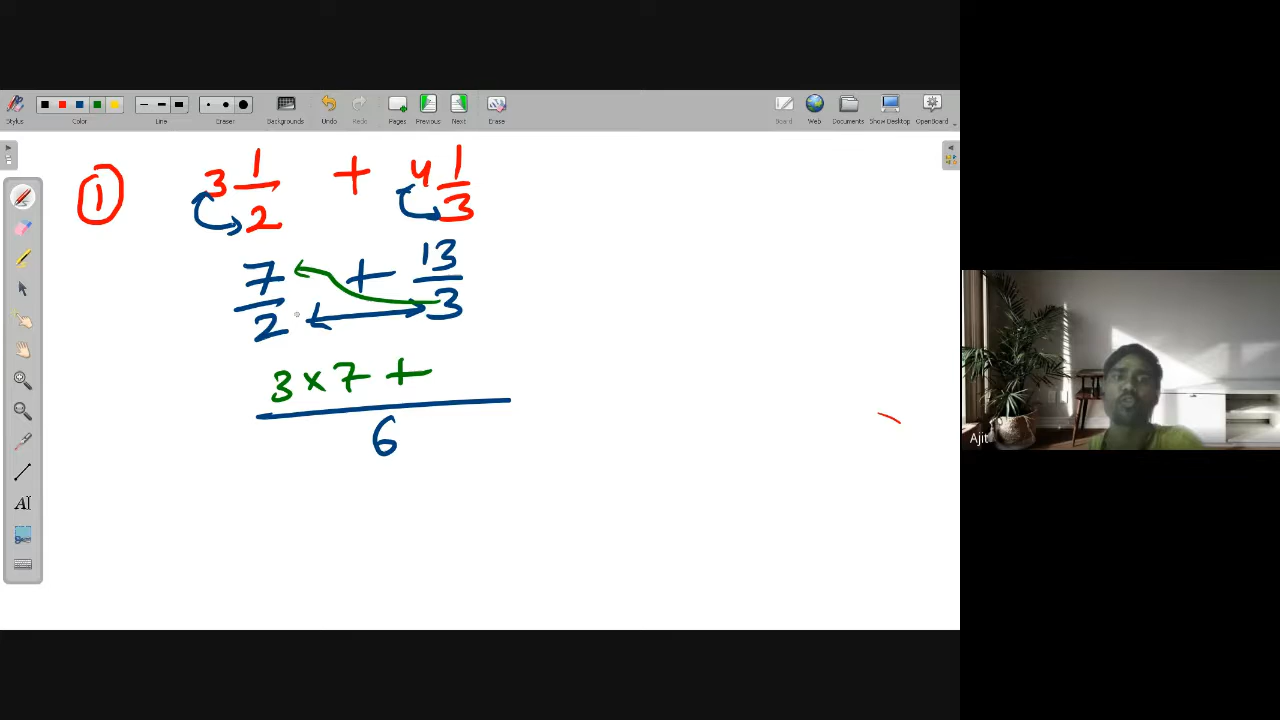 Stylus Color Line Eraser Backgrounds Undo Redo Pages Previous Next Erase Board Web Documents Show Desktop OpenBoard
① 3 1/2 + 4 1/3
7/2 + 13/3
3 × 7 +
6
AI
Ajit